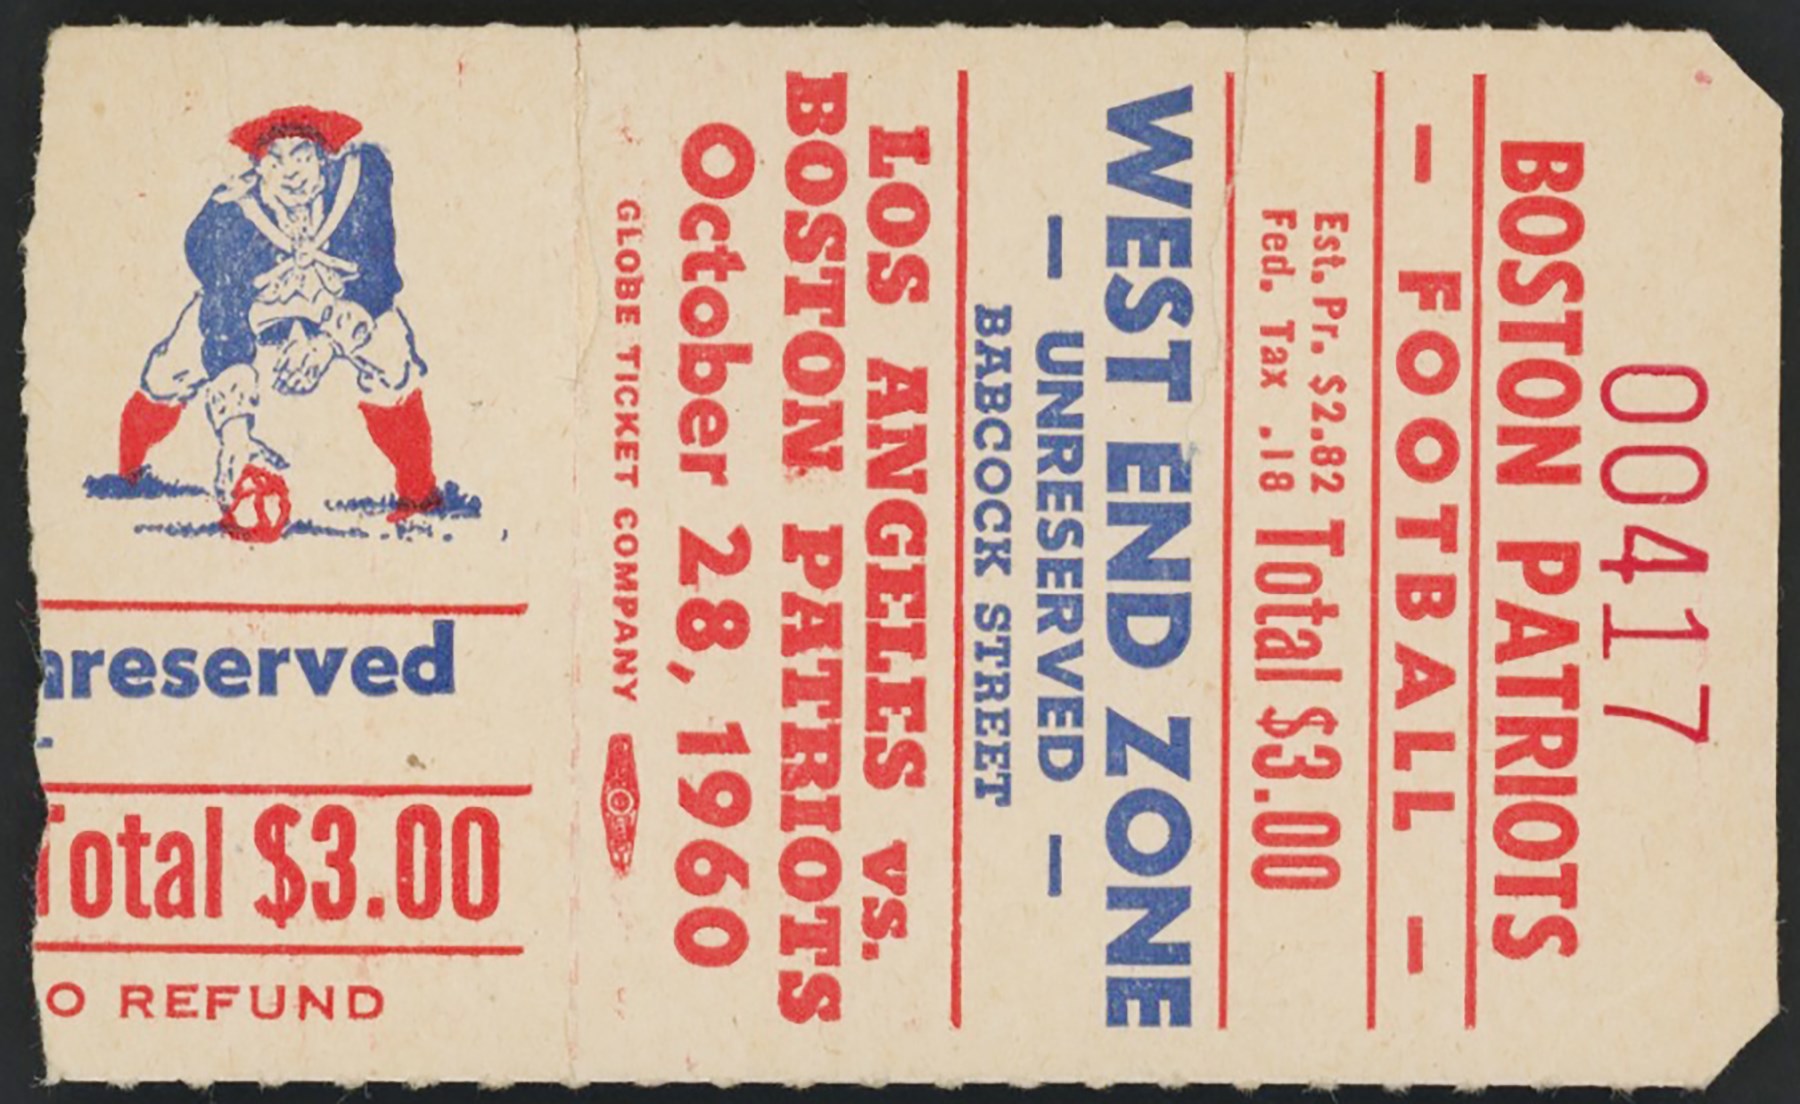 00417
BOSTON PATRIOTS
- FOOTBALL -
Est. Pr. $2.82
Fed. Tax .18
Total $3.00
WEST END ZONE
- UNRESERVED -
BABCOCK STREET
LOS ANGELES vs.
BOSTON PATRIOTS
October 28, 1960
GLOBE TICKET COMPANY
nreserved
Total $3.00
O REFUND